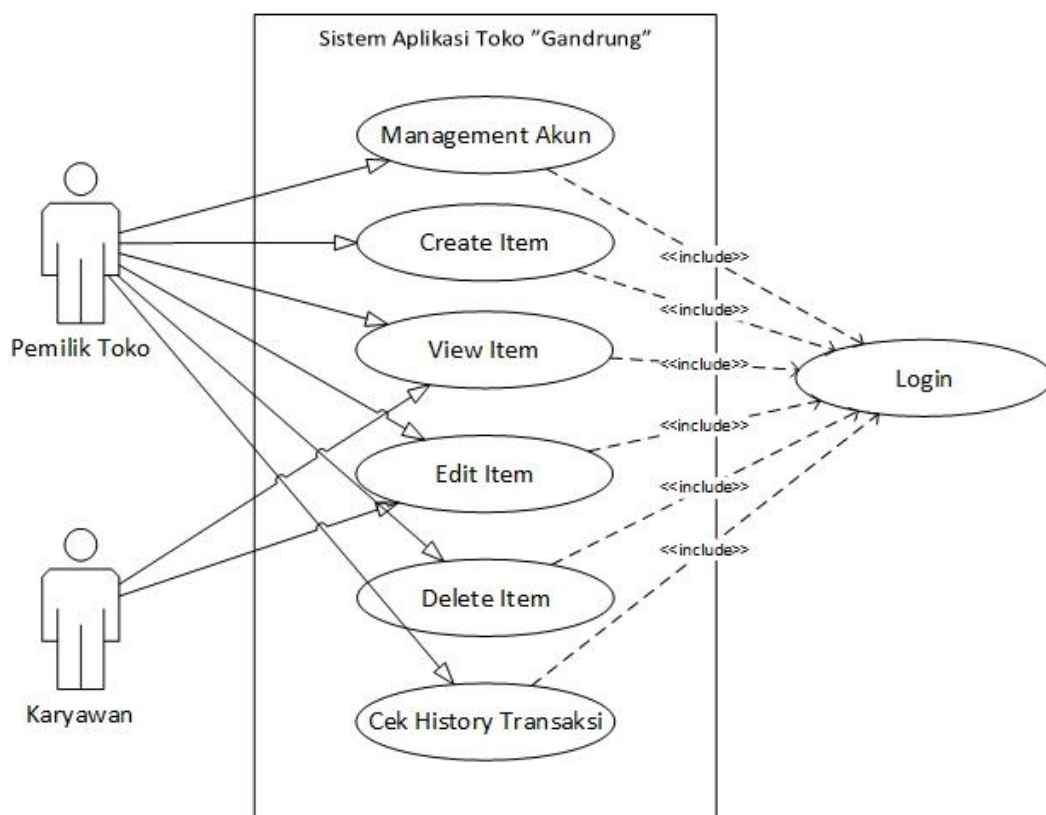 Sistem Aplikasi Toko ”Gandrung”
Management Akun
Create Item
<<include>>
<<include>>
Pemilik Toko
View Item
<<include>>
Login
<<include>>
Edit Item
<<include>>
<<include>>
Delete Item
Karyawan
Cek History Transaksi